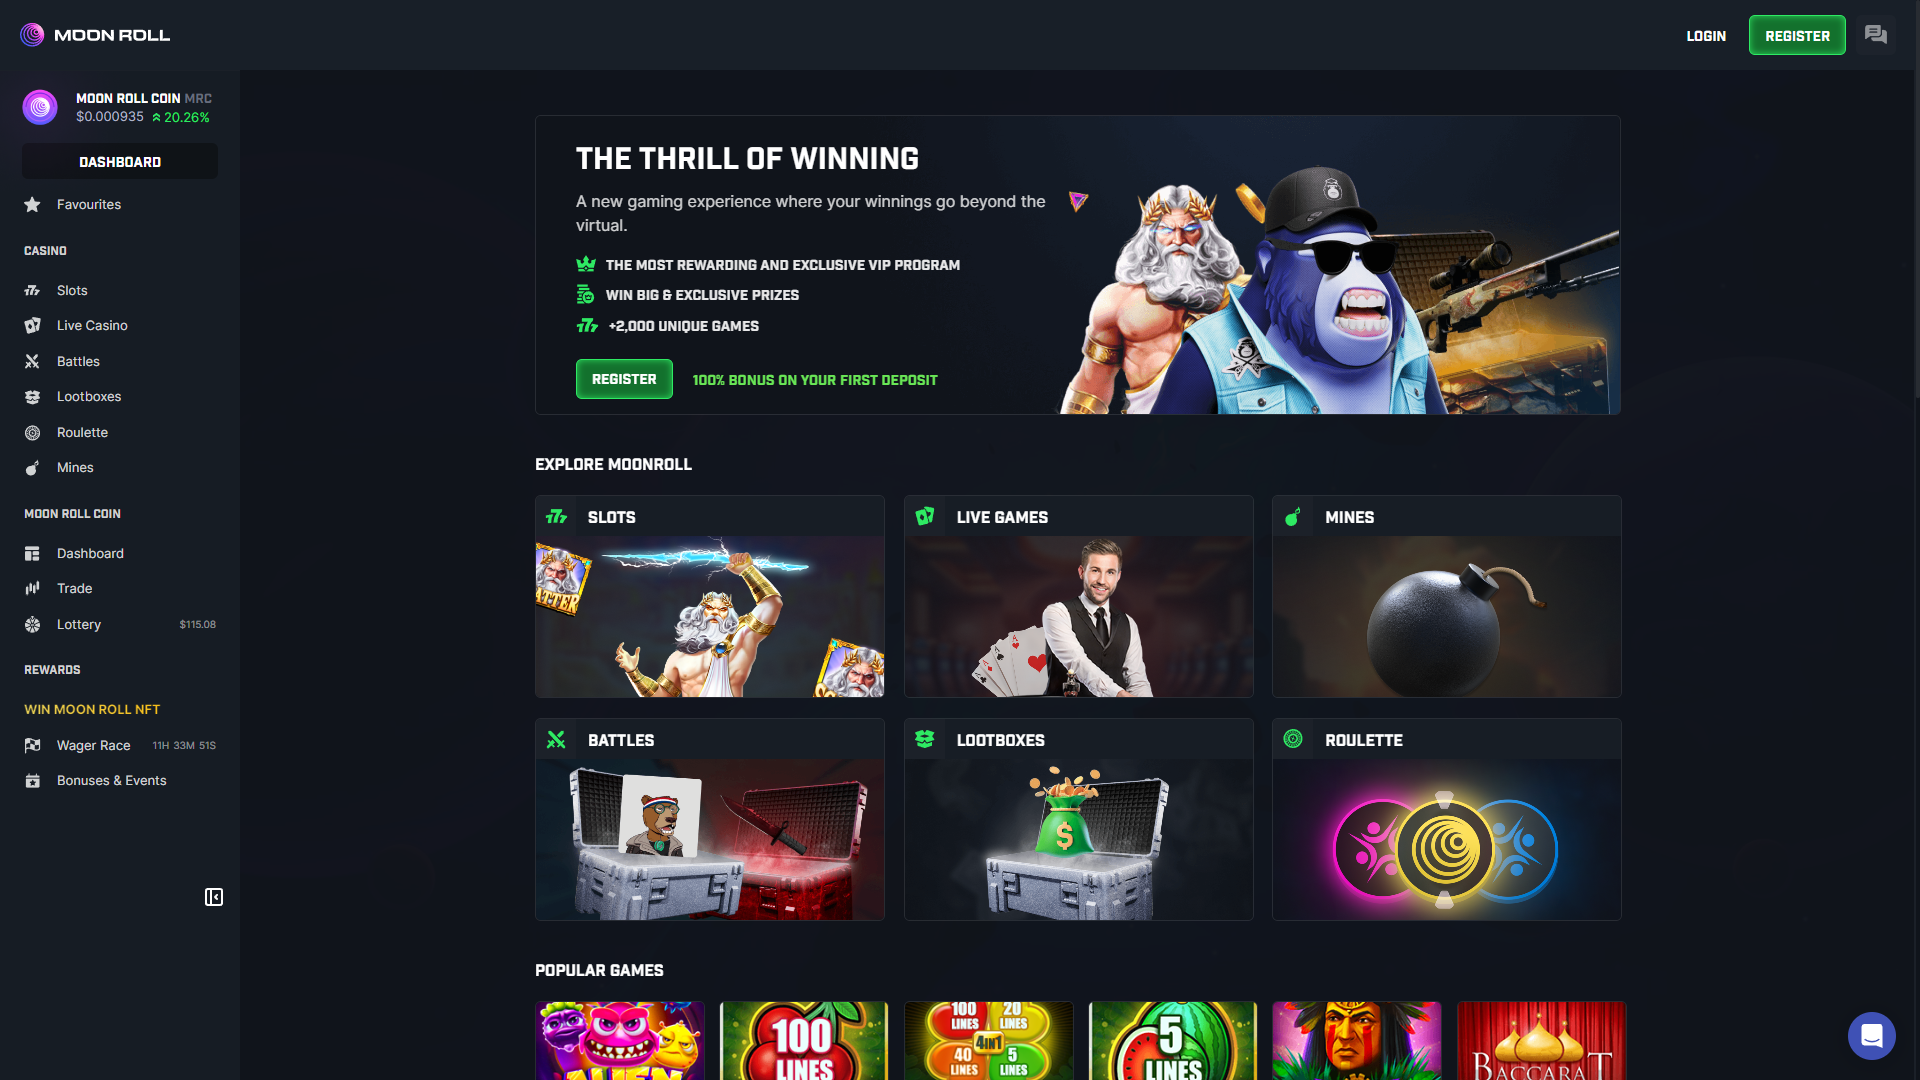 MOON ROLL
LOGIN
REGISTER
MOON ROLL COIN MRC
$0.000935 20.26%
DASHBOARD
Favourites
CASINO
Slots
Live Casino
Battles
Lootboxes
Roulette
Mines
MOON ROLL COIN
Dashboard
Trade
Lottery $115.08
REWARDS
WIN MOON ROLL NFT
Wager Race 11H 33M 51S
Bonuses & Events
THE THRILL OF WINNING
A new gaming experience where your winnings go beyond the
virtual.
THE MOST REWARDING AND EXCLUSIVE VIP PROGRAM
WIN BIG & EXCLUSIVE PRIZES
777 +2,000 UNIQUE GAMES
REGISTER
100% BONUS ON YOUR FIRST DEPOSIT
EXPLORE MOONROLL
777 SLOTS
LIVE GAMES
MINES
BATTLES
LOOTBOXES
ROULETTE
$
POPULAR GAMES
ALIEN
100
LINES
100
LINES
20
LINES
4IN1
40
LINES
5
LINES
5
LINES
BACCARAT